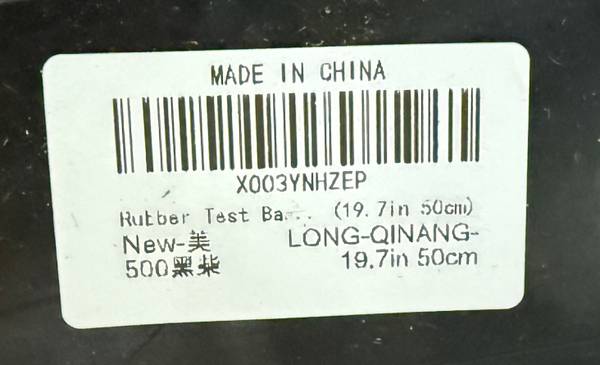 MADE IN CHINA
X003YNHZEP
Rubber Test Ba... (19.7in 50cm)
New-美 LONG-QINANG-
500黑柴 19.7in 50cm